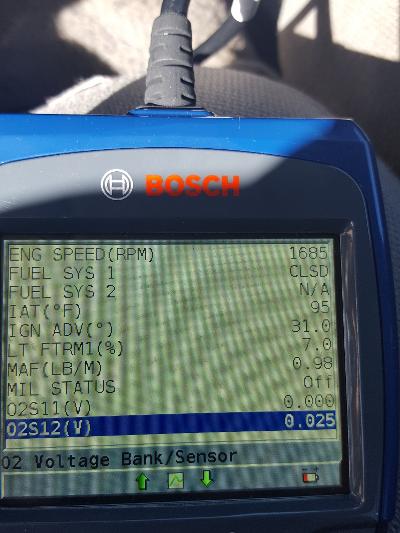 BOSCH
ENG SPEED(RPM) 1685
FUEL SYS 1 CLSD
FUEL SYS 2 N/A
IAT(°F) 95
IGN ADV(°) 31.0
LT FTRM1(%) 7.0
MAF(LB/M) 0.98
MIL STATUS Off
O2S11(V) 0.000
O2S12(V) 0.025
O2 Voltage Bank/Sensor